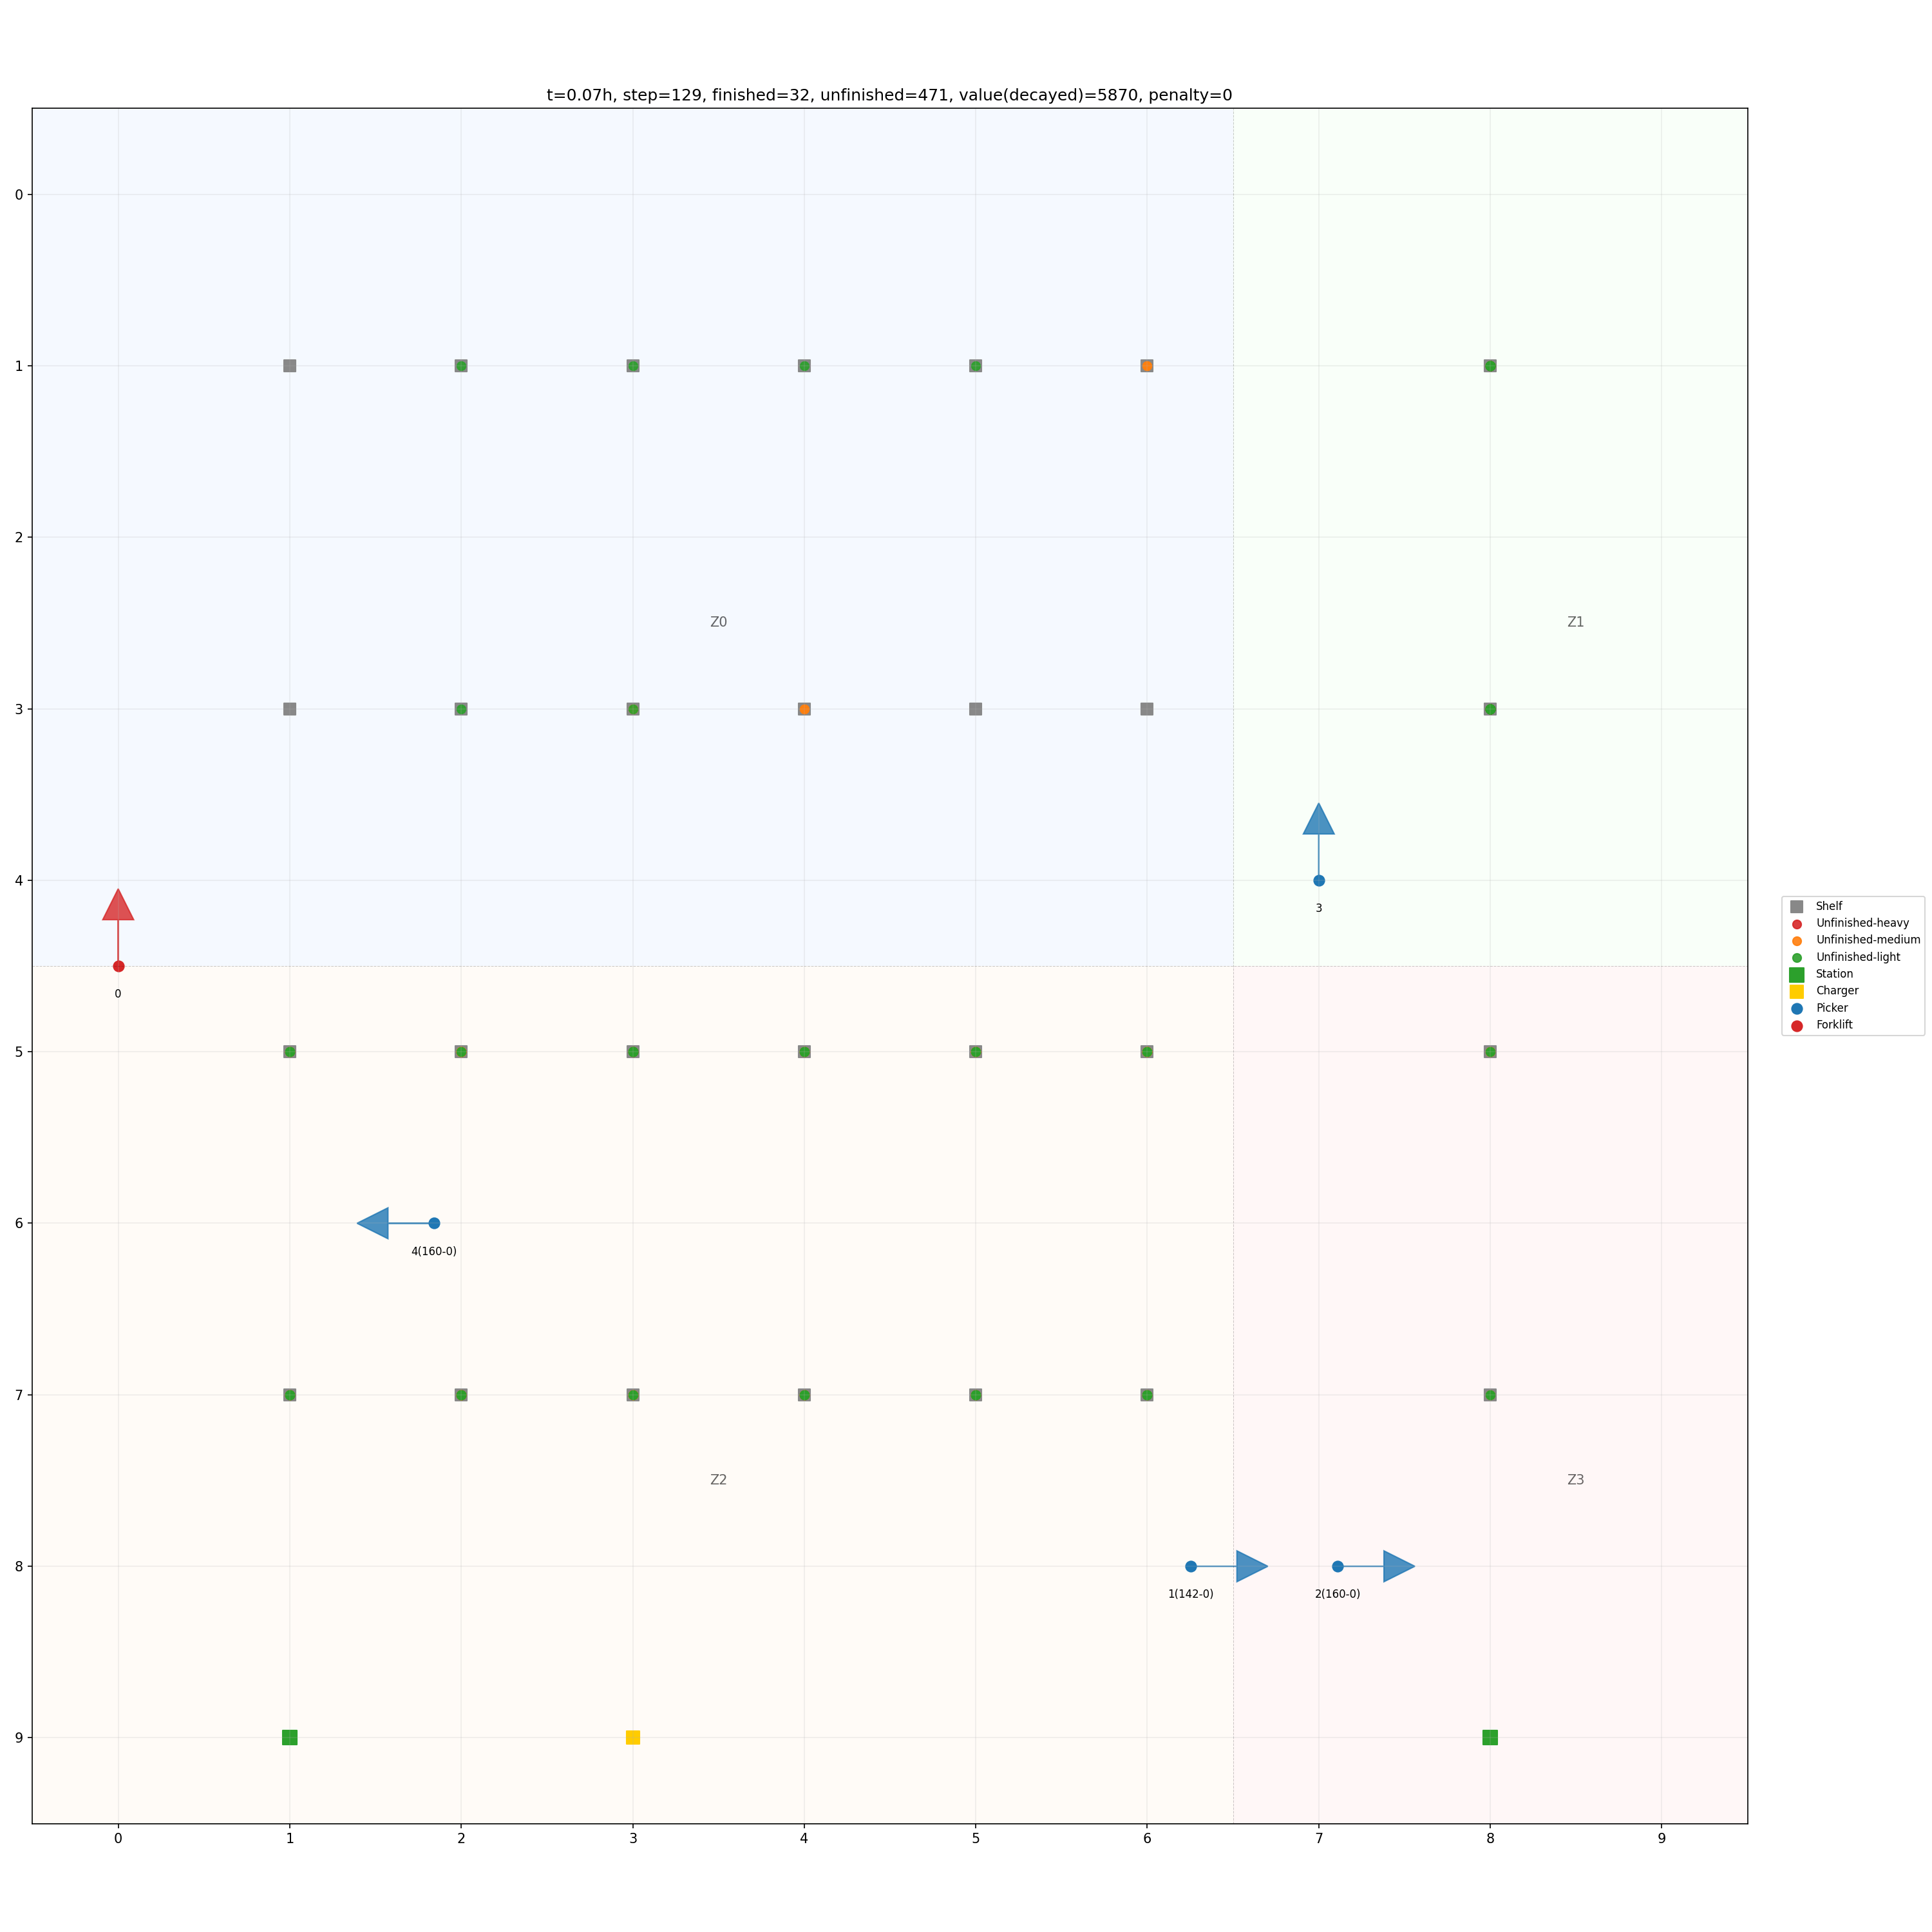 t=0.07h, step=129, finished=32, unfinished=471, value(decayed)=5870, penalty=0
0
1
2
Z0
Z1
3
4
3
0
Shelf
Unfinished-heavy
Unfinished-medium
Unfinished-light
Station
Charger
Picker
Forklift
5
6
4(160-0)
7
Z2
Z3
8
1(142-0)
2(160-0)
9
0 1 2 3 4 5 6 7 8 9